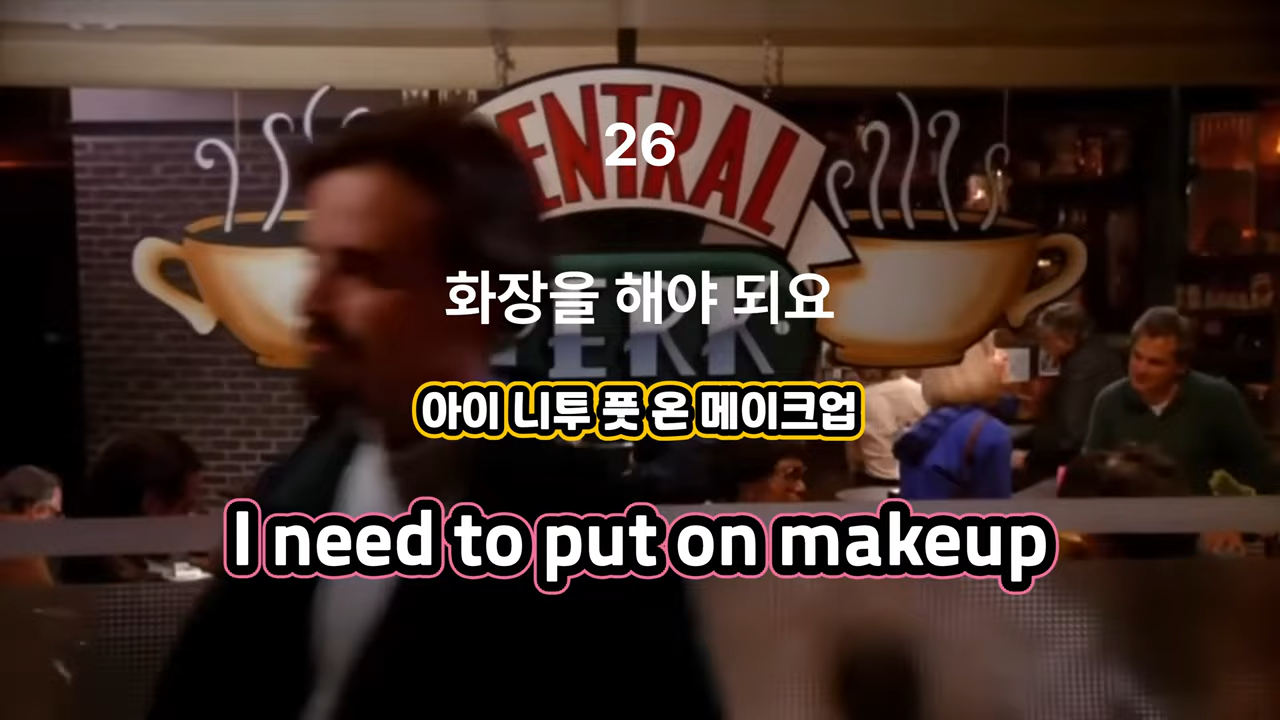 26
ENTRAL
화장을 해야 되요
PERK
아이 니투 풋 온 메이크업
I need to put on makeup